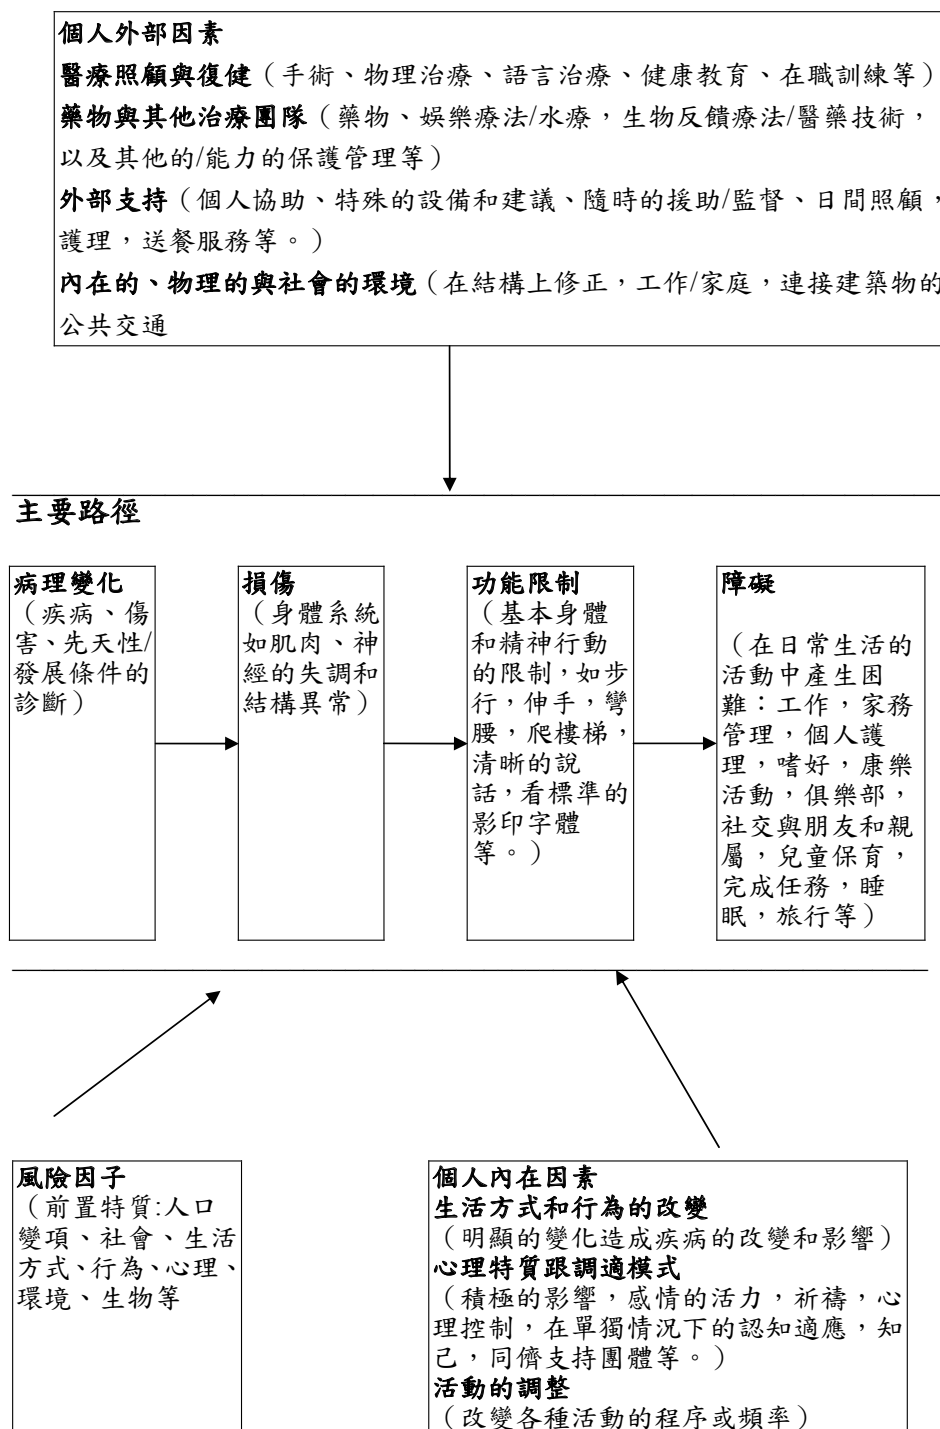 個人外部因素
醫療照顧與復健（手術、物理治療、語言治療、健康教育、在職訓練等）
藥物與其他治療團隊（藥物、娛樂療法/水療，生物反饋療法/醫藥技術，
以及其他的/能力的保護管理等）
外部支持（個人協助、特殊的設備和建議、隨時的援助/監督、日間照顧，
護理，送餐服務等。）
內在的、物理的與社會的環境（在結構上修正，工作/家庭，連接建築物的
公共交通
主要路徑
病理變化
（疾病、傷
害、先天性/
發展條件的
診斷）
損傷
（身體系統
如肌肉、神
經的失調和
結構異常）
功能限制
（基本身體
和精神行動
的限制，如步
行，伸手，彎
腰，爬樓梯，
清晰的說
話，看標準的
影印字體
等。）
障礙
（在日常生活的
活動中產生困
難：工作，家務
管理，個人護
理，嗜好，康樂
活動，俱樂部，
社交與朋友和親
屬，兒童保育，
完成任務，睡
眠，旅行等）
風險因子
（前置特質:人口
變項、社會、生活
方式、行為、心理、
環境、生物等
個人內在因素
生活方式和行為的改變
（明顯的變化造成疾病的改變和影響）
心理特質跟調適模式
（積極的影響，感情的活力，祈禱，心
理控制，在單獨情況下的認知適應，知
己，同儕支持團體等。）
活動的調整
（改變各種活動的程序或頻率）